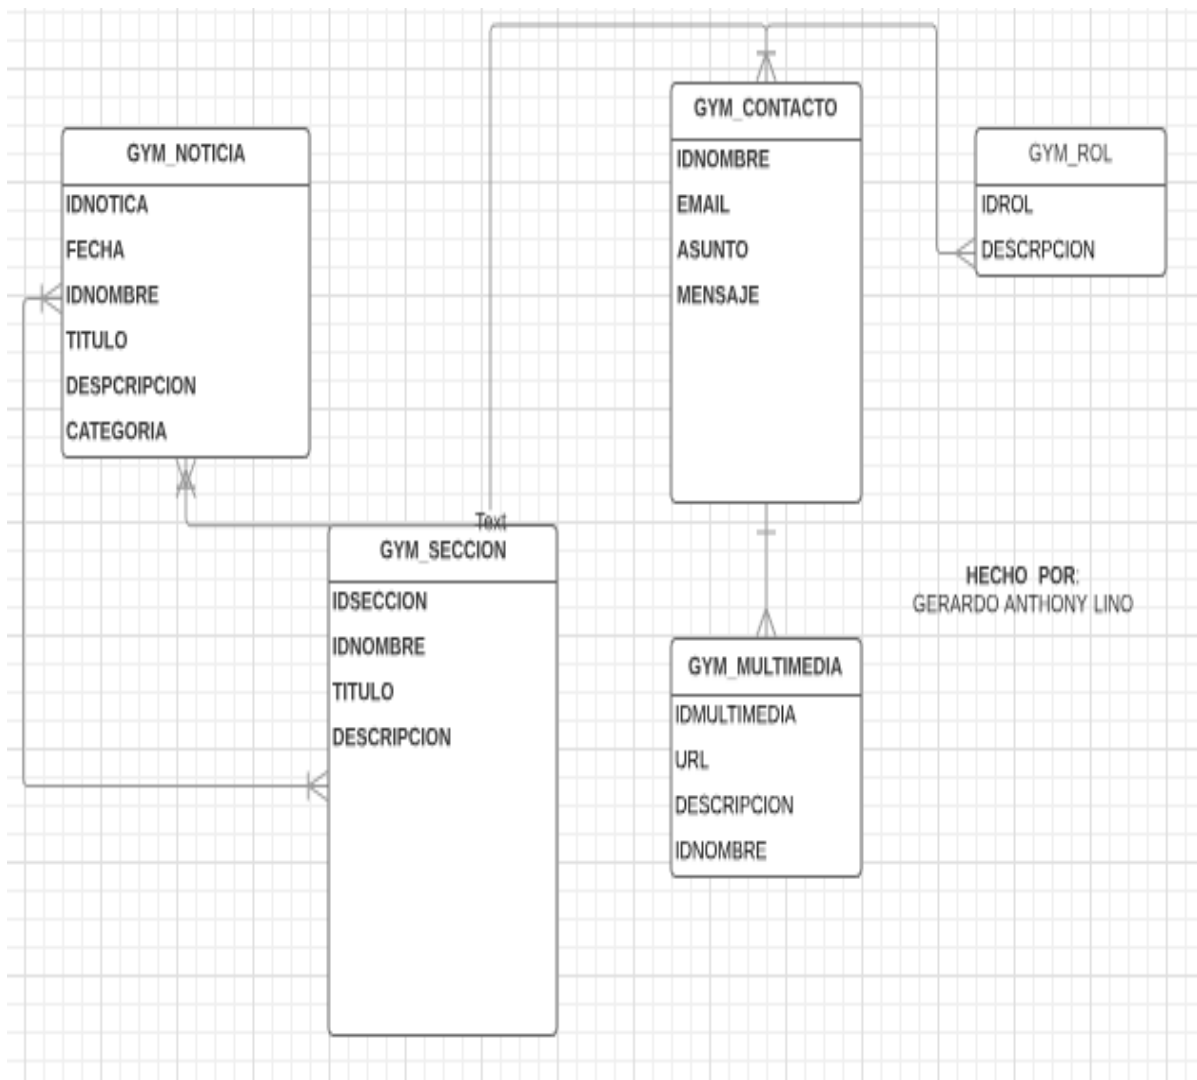 GYM_NOTICIA
IDNOTICA
FECHA
IDNOMBRE
TITULO
DESPCRIPCION
CATEGORIA
GYM_CONTACTO
IDNOMBRE
EMAIL
ASUNTO
MENSAJE
GYM_ROL
IDROL
DESCRPCION
Text
GYM_SECCION
IDSECCION
IDNOMBRE
TITULO
DESCRIPCION
HECHO POR:
GERARDO ANTHONY LINO
GYM_MULTIMEDIA
IDMULTIMEDIA
URL
DESCRIPCION
IDNOMBRE